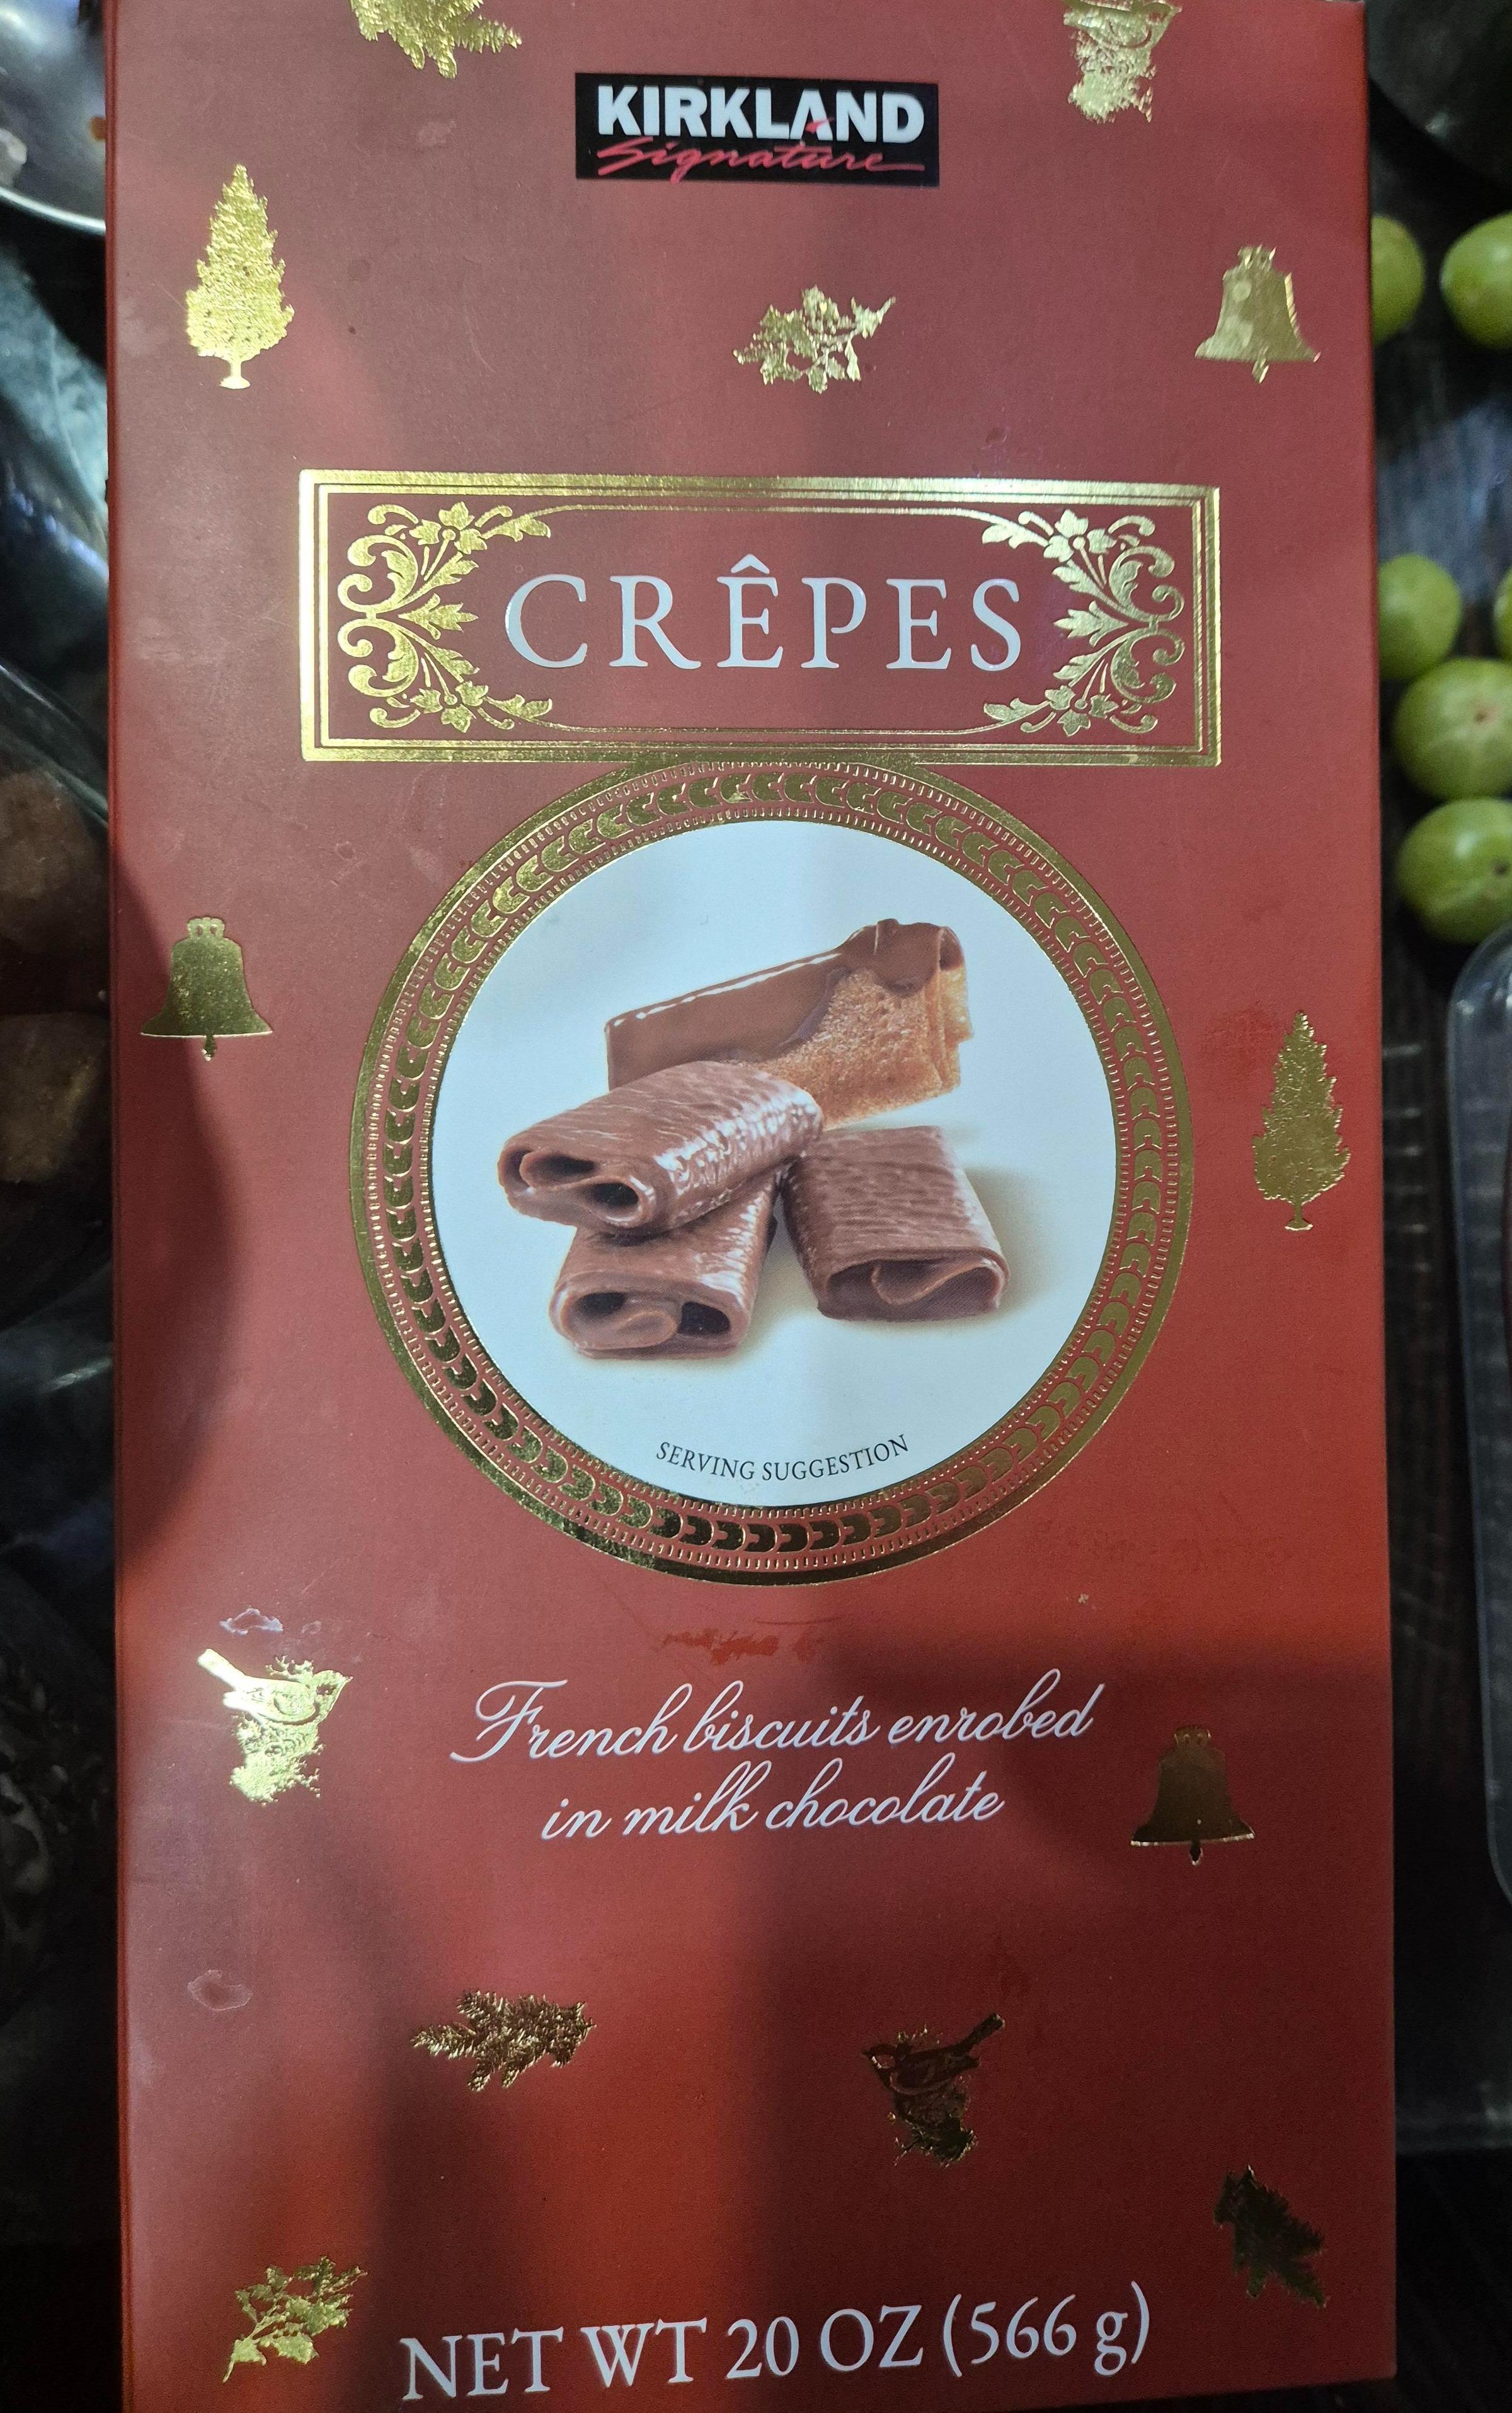 KIRKLAND
Signature
CRÊPES
SERVING SUGGESTION
French biscuits enrobed
in milk chocolate
NET WT 20 OZ (566 g)